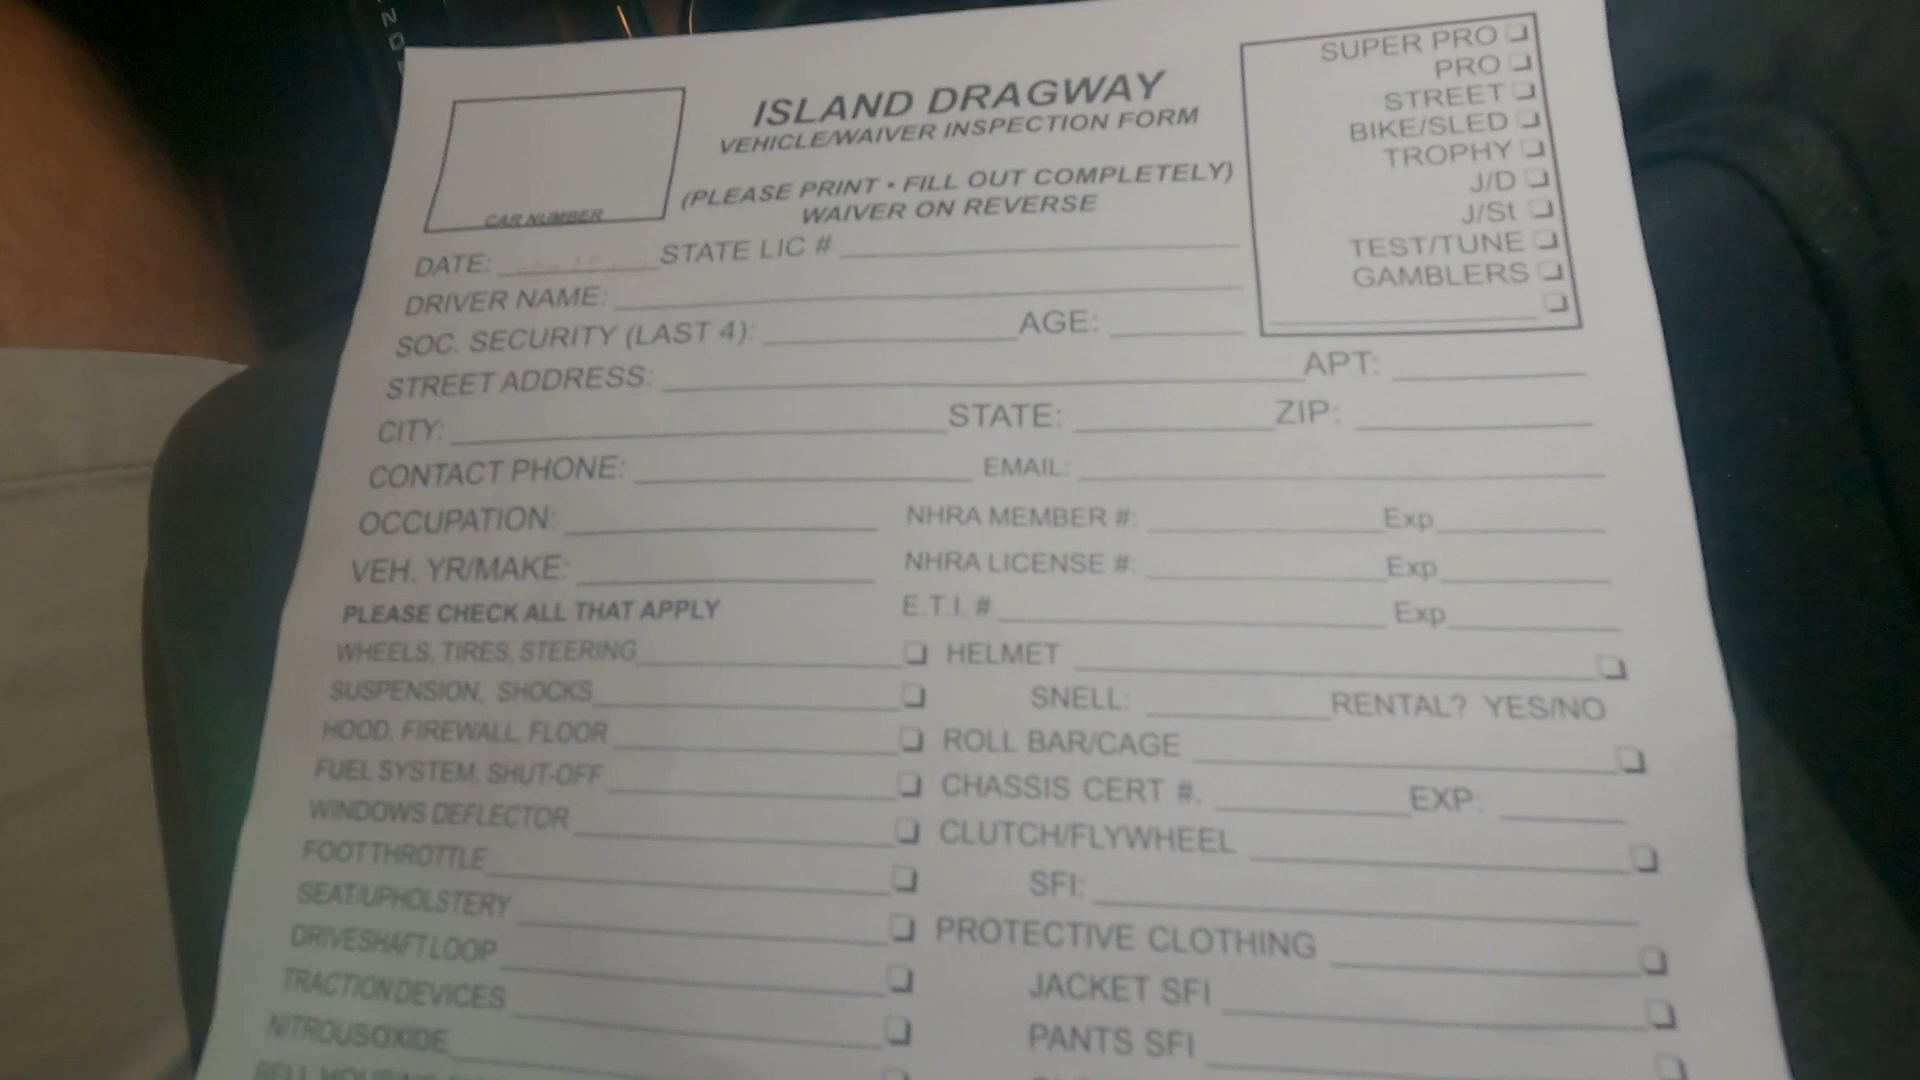 ISLAND DRAGWAY
VEHICLE/WAIVER INSPECTION FORM
(PLEASE PRINT • FILL OUT COMPLETELY)
WAIVER ON REVERSE
CAR NUMBER
SUPER PRO ❏
PRO ❏
STREET ❏
BIKE/SLED ❏
TROPHY ❏
J/D ❏
J/St ❏
TEST/TUNE ❏
GAMBLERS ❏
❏
DATE: STATE LIC #
DRIVER NAME:
SOC. SECURITY (LAST 4): AGE:
STREET ADDRESS: APT:
CITY: STATE: ZIP:
CONTACT PHONE: EMAIL:
OCCUPATION: NHRA MEMBER #: Exp
VEH. YR/MAKE: NHRA LICENSE #: Exp
PLEASE CHECK ALL THAT APPLY E.T.I. # Exp
WHEELS, TIRES, STEERING ❏ HELMET ❏
SUSPENSION, SHOCKS ❏ SNELL: RENTAL? YES/NO
HOOD, FIREWALL, FLOOR ❏ ROLL BAR/CAGE ❏
FUEL SYSTEM, SHUT-OFF ❏ CHASSIS CERT #. EXP:
WINDOWS DEFLECTOR ❏ CLUTCH/FLYWHEEL ❏
FOOT THROTTLE ❏ SFI:
SEAT/UPHOLSTERY ❏ PROTECTIVE CLOTHING ❏
DRIVESHAFT LOOP ❏ JACKET SFI ❏
TRACTION DEVICES ❏ PANTS SFI ❏
NITROUS OXIDE ❏